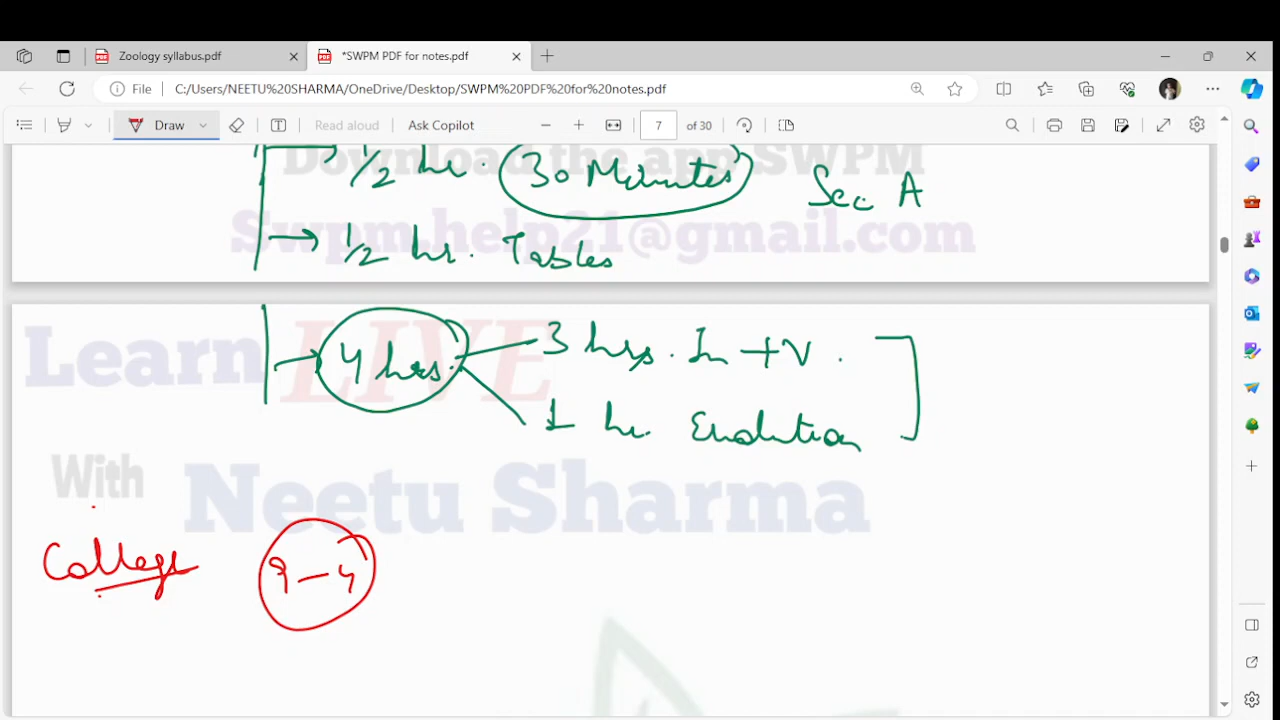 Zoology syllabus.pdf
*SWPM PDF for notes.pdf
File C:/Users/NEETU%20SHARMA/OneDrive/Desktop/SWPM%20PDF%20for%20notes.pdf
Draw Read aloud Ask Copilot 7 of 30
Download the app SWPM
→ 1/2 hr. 30 Minutes Sec A
Swpm.help21@gmail.com
→ 1/2 hr. Tables
Learn LIVE
→ 4 hrs. 3 hrs. In + V.
1 hr. Evolution
With Neetu Sharma
College 9 – 4